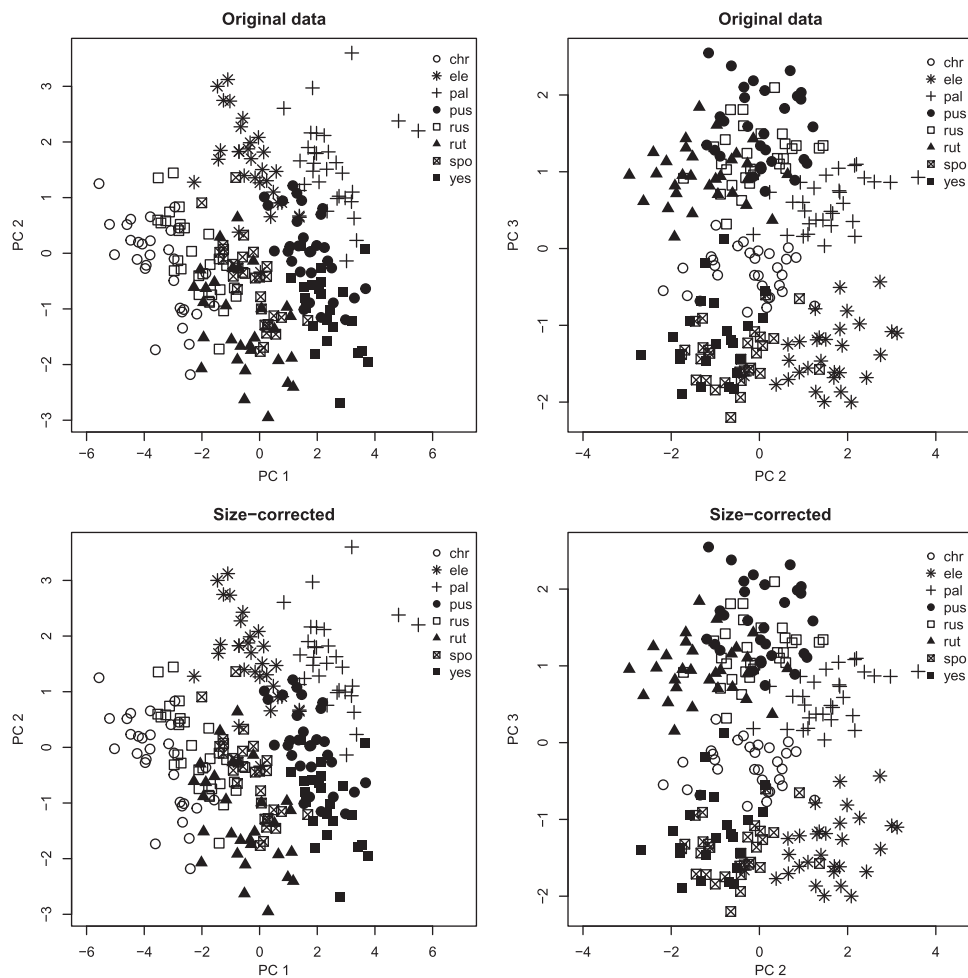 Original data
PC 2
3
2
1
0
−1
−2
−3
−6
−4
−2
0
2
4
6
PC 1
chr
ele
pal
pus
rus
rut
spo
yes
Original data
PC 3
2
1
0
−1
−2
−4
−2
0
2
4
PC 2
chr
ele
pal
pus
rus
rut
spo
yes
Size−corrected
PC 2
3
2
1
0
−1
−2
−3
−6
−4
−2
0
2
4
6
PC 1
chr
ele
pal
pus
rus
rut
spo
yes
Size−corrected
PC 3
2
1
0
−1
−2
−4
−2
0
2
4
PC 2
chr
ele
pal
pus
rus
rut
spo
yes